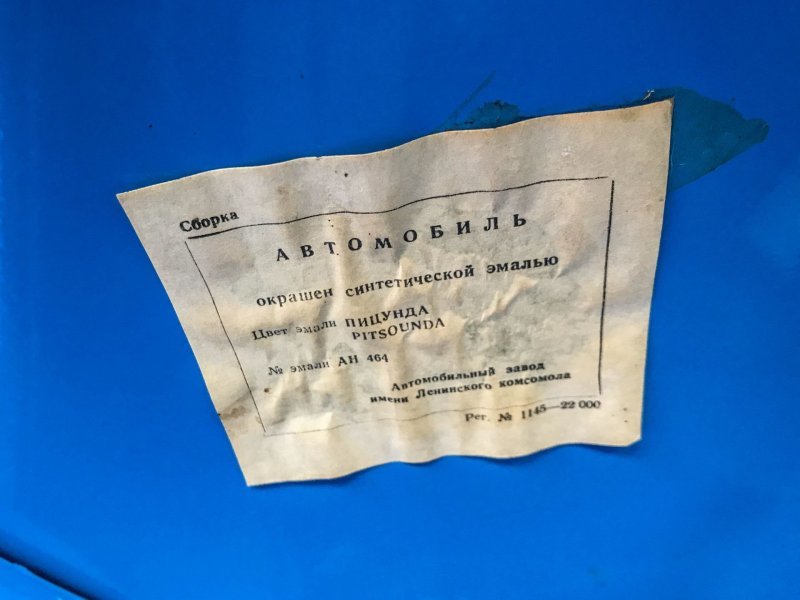 Сборка
АВТОМОБИЛЬ
окрашен синтетической эмалью
Цвет эмали ПИЦУНДА
PITSOUNDA
№ эмали АН 464
Автомобильный завод
имени Ленинского комсомола
Рег. № 1145—22 000